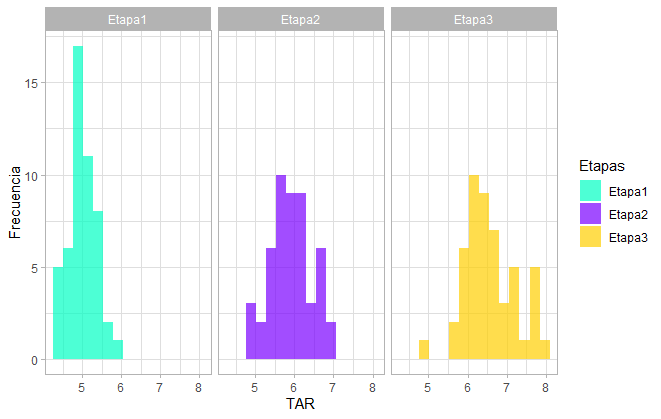 Etapa1 Etapa2 Etapa3
Frecuencia
15
10
5
0
5 6 7 8 5 6 7 8 5 6 7 8
TAR
Etapas
Etapa1
Etapa2
Etapa3